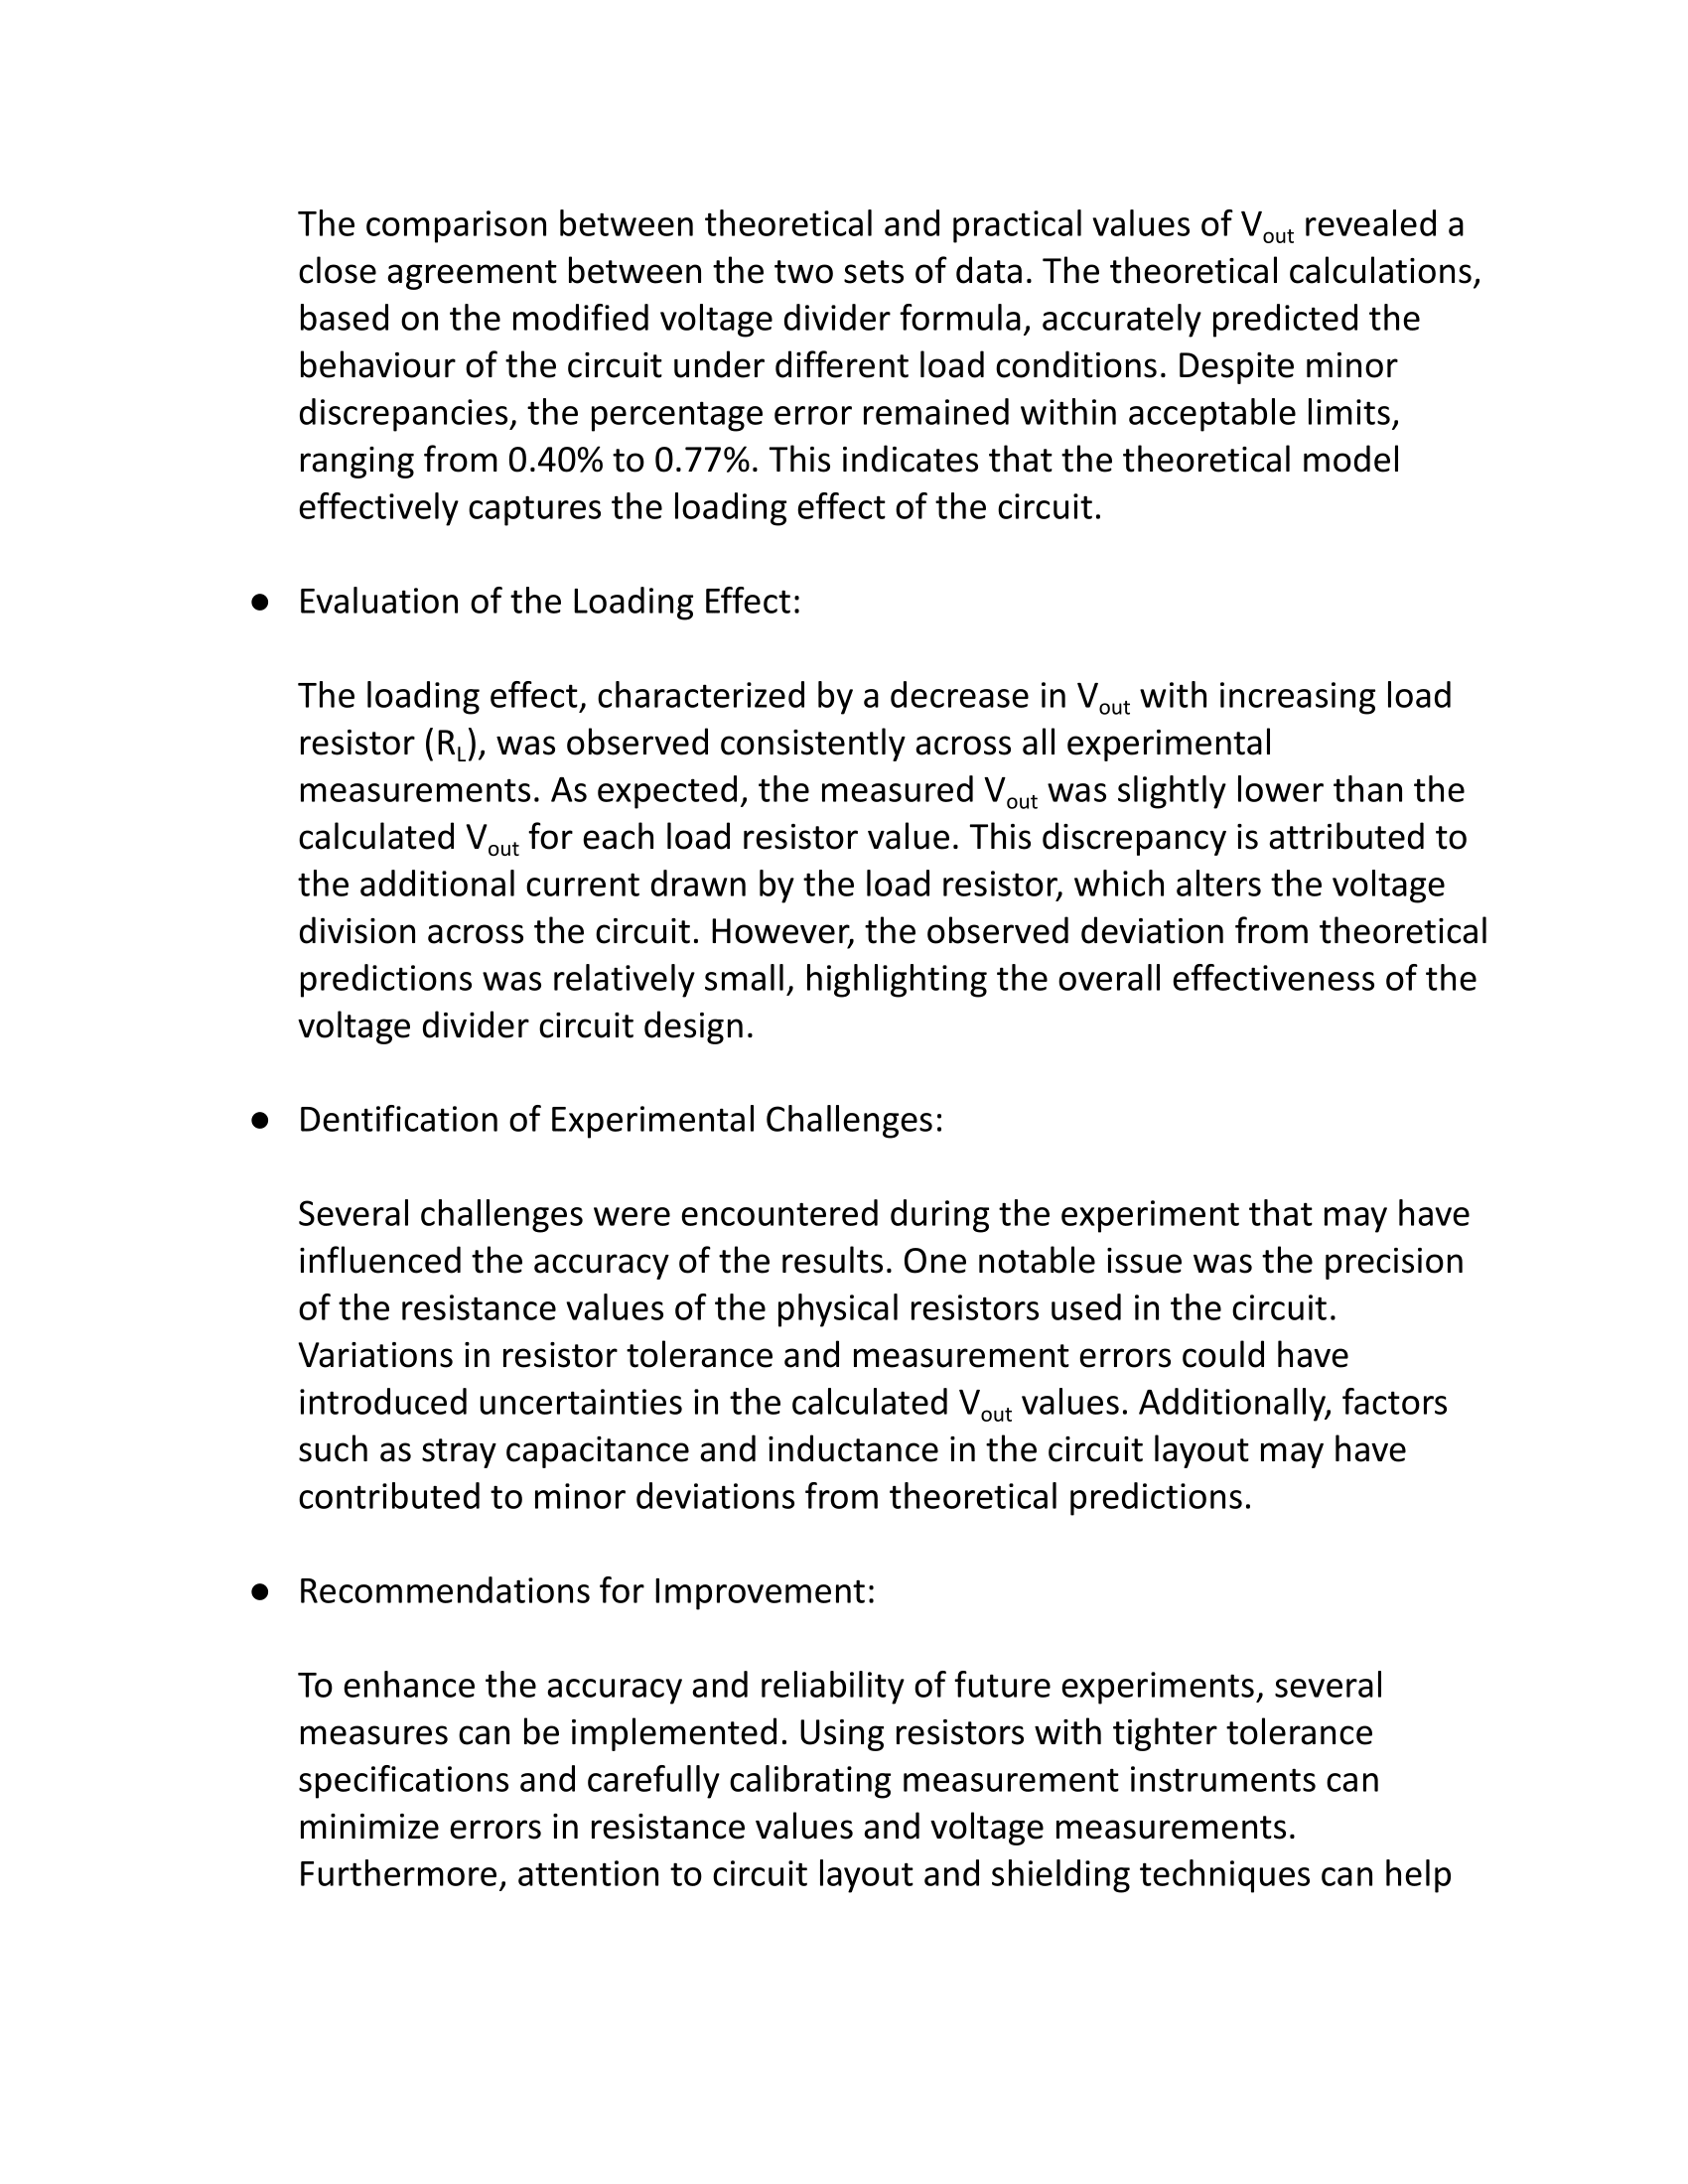 The comparison between theoretical and practical values of Vout revealed a
close agreement between the two sets of data. The theoretical calculations,
based on the modified voltage divider formula, accurately predicted the
behaviour of the circuit under different load conditions. Despite minor
discrepancies, the percentage error remained within acceptable limits,
ranging from 0.40% to 0.77%. This indicates that the theoretical model
effectively captures the loading effect of the circuit.
● Evaluation of the Loading Effect:
The loading effect, characterized by a decrease in Vout with increasing load
resistor (RL), was observed consistently across all experimental
measurements. As expected, the measured Vout was slightly lower than the
calculated Vout for each load resistor value. This discrepancy is attributed to
the additional current drawn by the load resistor, which alters the voltage
division across the circuit. However, the observed deviation from theoretical
predictions was relatively small, highlighting the overall effectiveness of the
voltage divider circuit design.
● Dentification of Experimental Challenges:
Several challenges were encountered during the experiment that may have
influenced the accuracy of the results. One notable issue was the precision
of the resistance values of the physical resistors used in the circuit.
Variations in resistor tolerance and measurement errors could have
introduced uncertainties in the calculated Vout values. Additionally, factors
such as stray capacitance and inductance in the circuit layout may have
contributed to minor deviations from theoretical predictions.
● Recommendations for Improvement:
To enhance the accuracy and reliability of future experiments, several
measures can be implemented. Using resistors with tighter tolerance
specifications and carefully calibrating measurement instruments can
minimize errors in resistance values and voltage measurements.
Furthermore, attention to circuit layout and shielding techniques can help